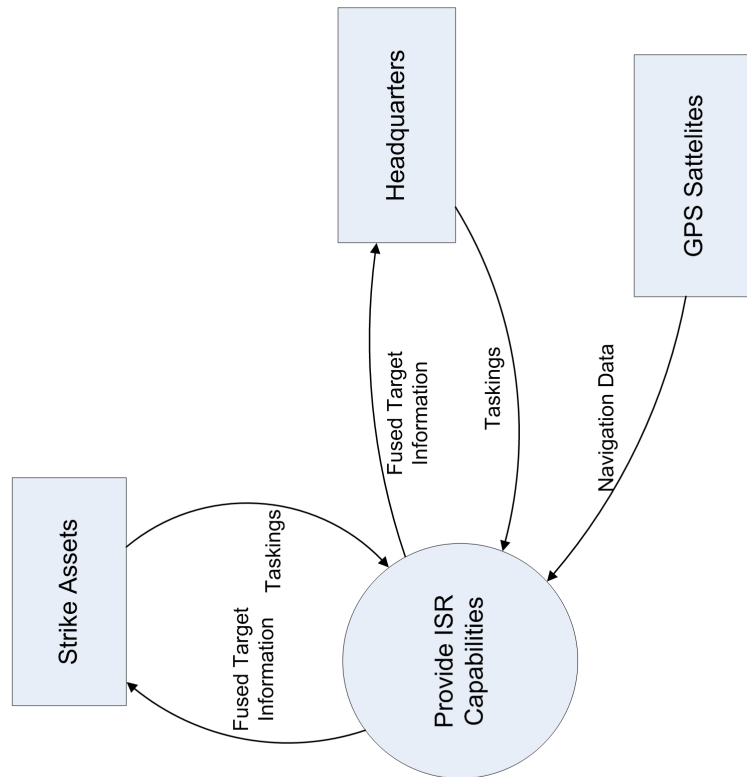 Strike Assets
Fused Target
Information
Taskings
Provide ISR
Capabilities
Fused Target
Information
Taskings
Headquarters
Navigation Data
GPS Sattelites